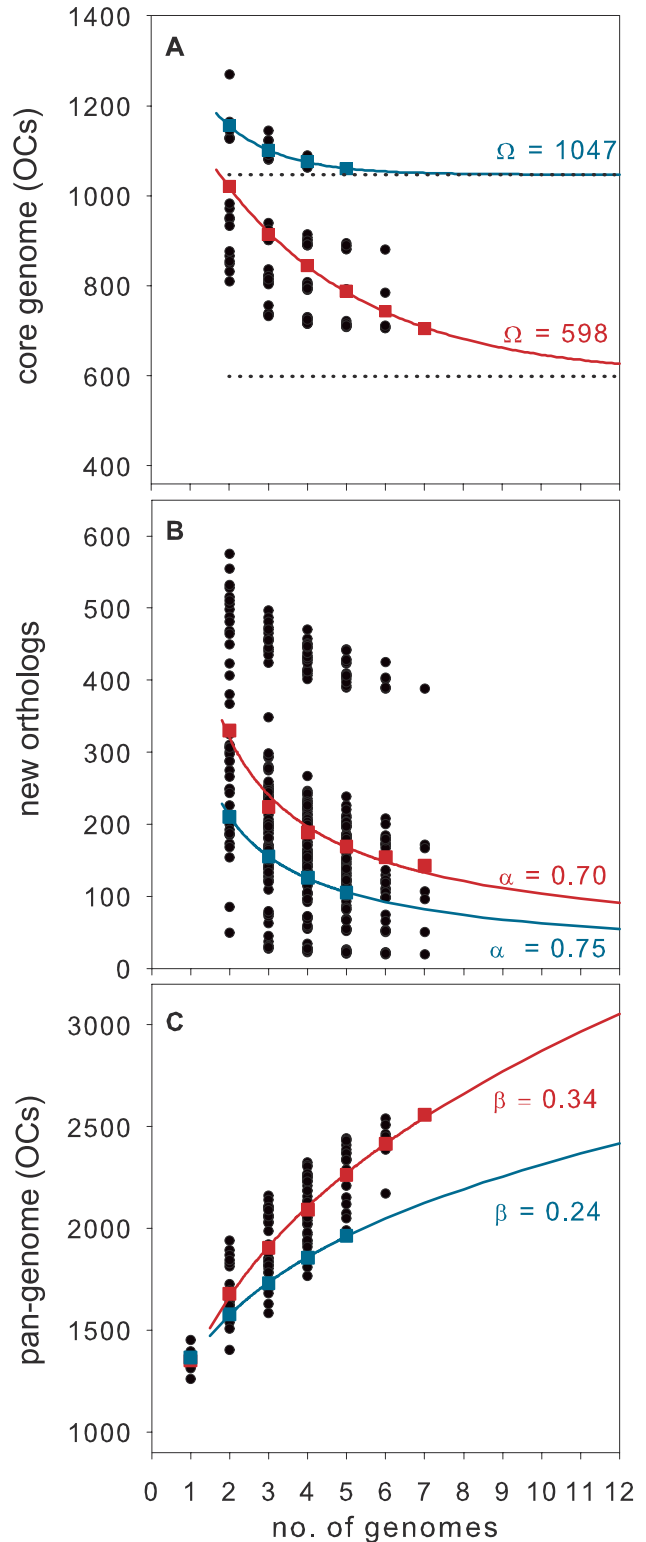 A
1400
1200
1000
800
600
400
core genome (OCs)
Ω = 1047
Ω = 598
B
600
500
400
300
200
100
0
new orthologs
α = 0.70
α = 0.75
C
3000
2500
2000
1500
1000
pan-genome (OCs)
β = 0.34
β = 0.24
0 1 2 3 4 5 6 7 8 9 10 11 12
no. of genomes